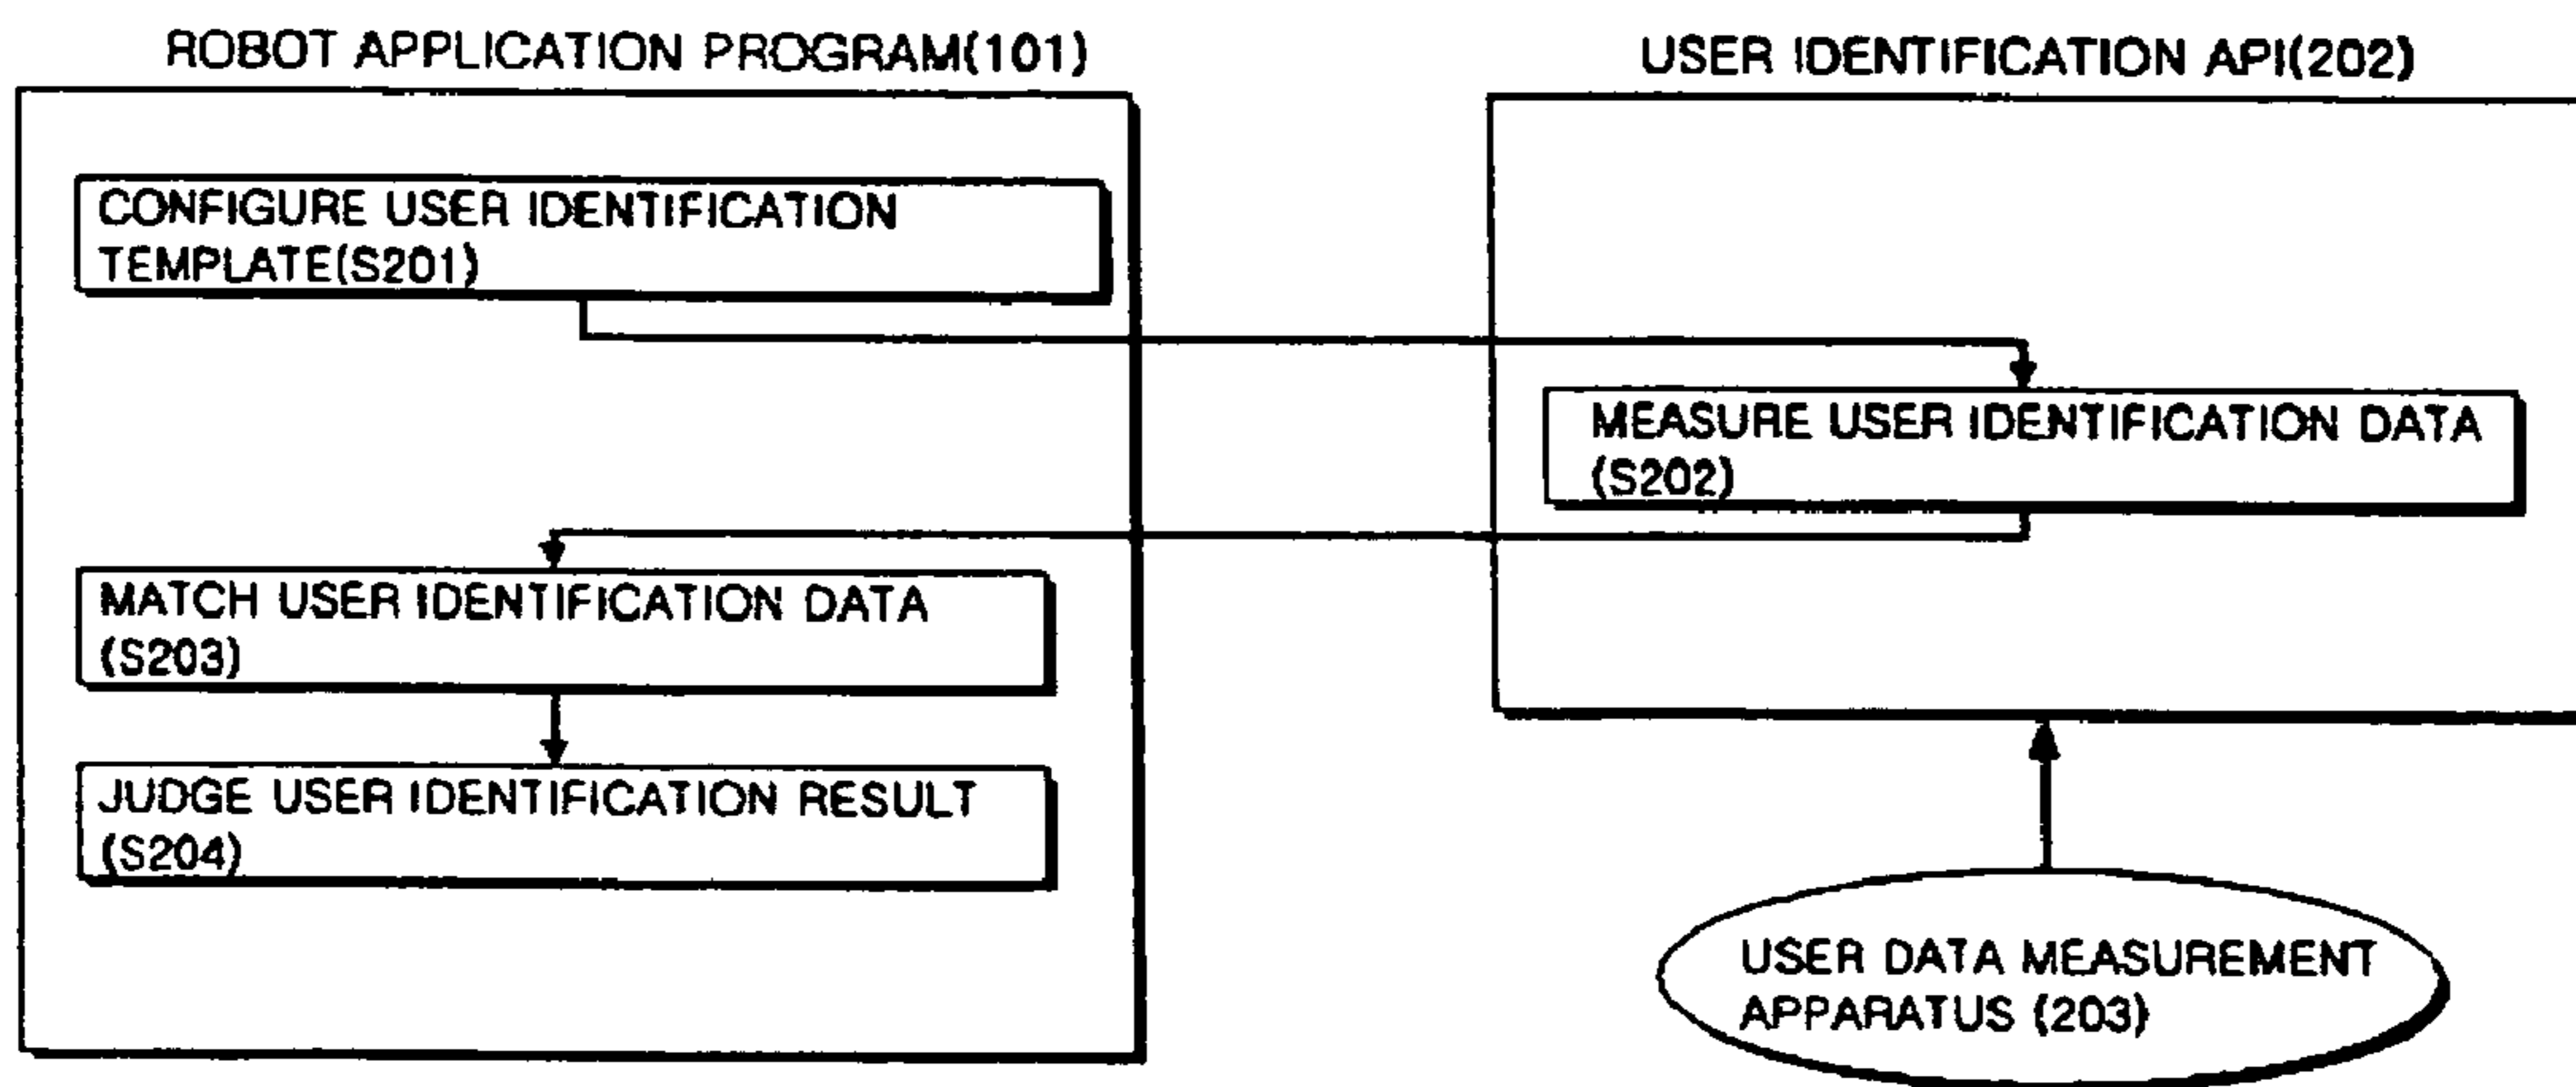 ROBOT APPLICATION PROGRAM(101)
CONFIGURE USER IDENTIFICATION
TEMPLATE(S201)
MATCH USER IDENTIFICATION DATA
(S203)
JUDGE USER IDENTIFICATION RESULT
(S204)
USER IDENTIFICATION API(202)
MEASURE USER IDENTIFICATION DATA
(S202)
USER DATA MEASUREMENT
APPARATUS (203)